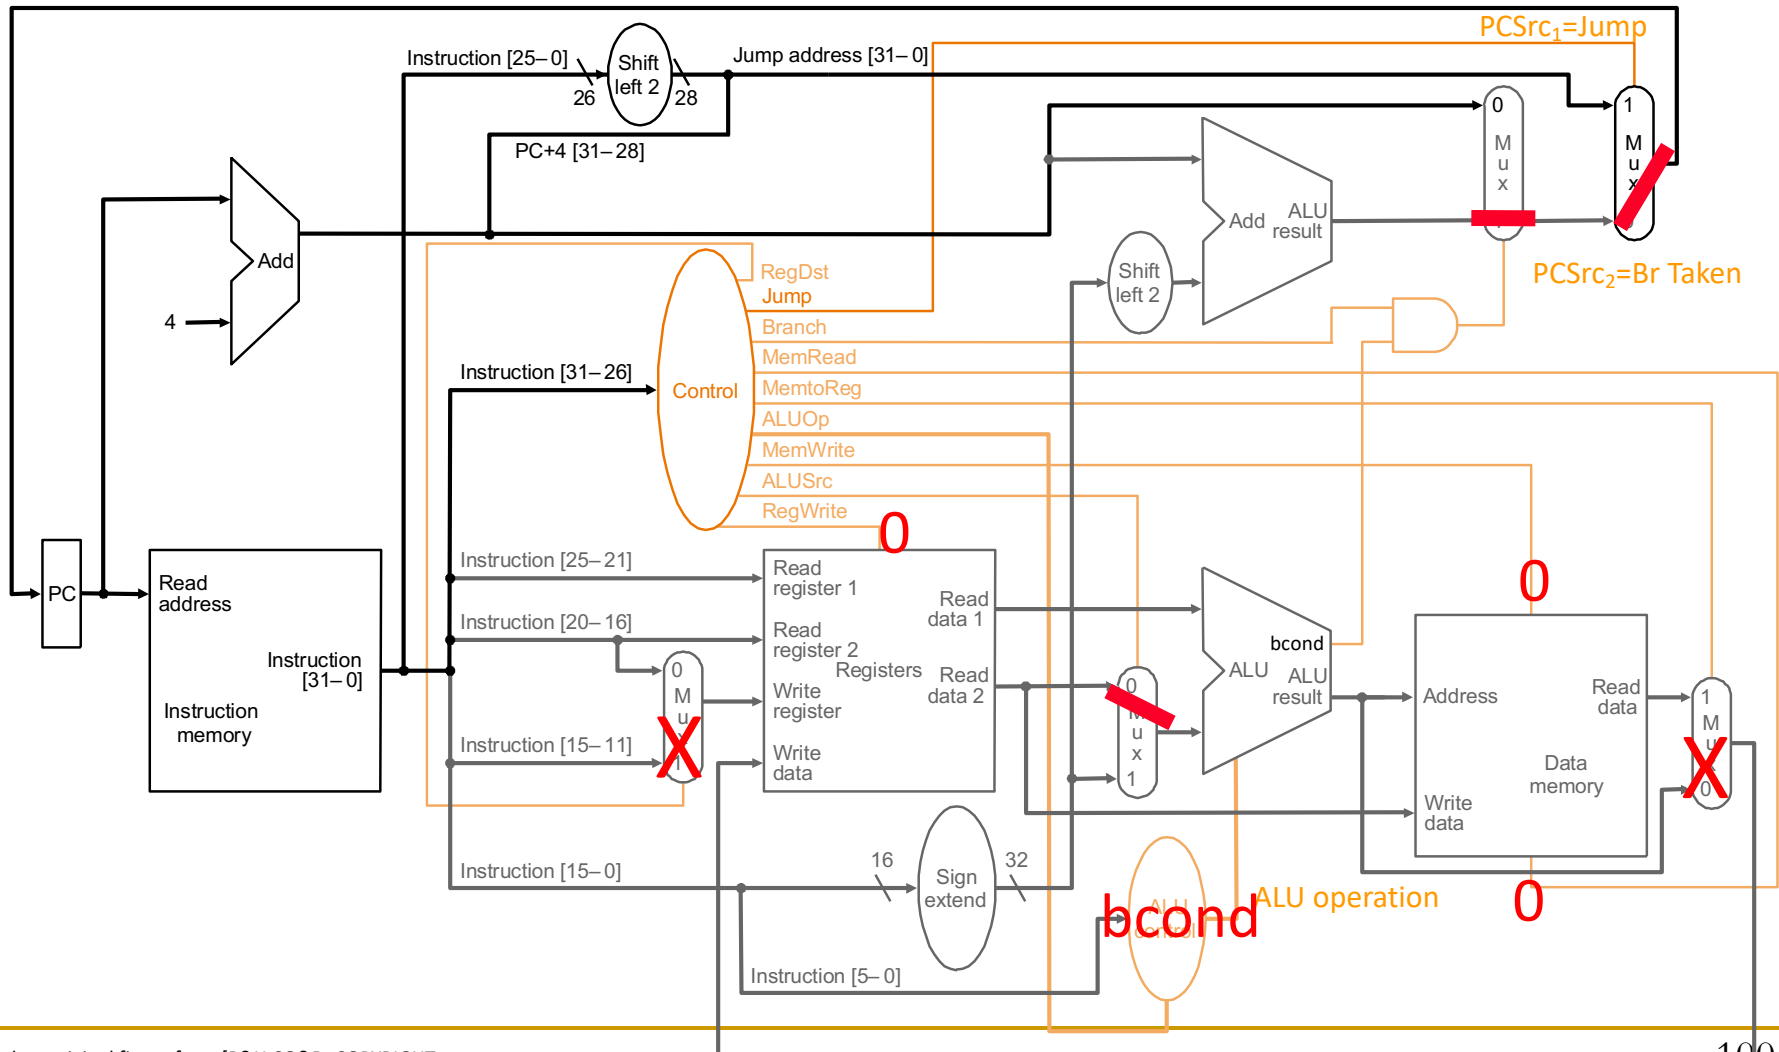 PCSrc1=Jump
Instruction [25–0]
Shift
left 2
Jump address [31–0]
26
28
0
M
u
x
1
M
u
x
PC+4 [31–28]
Add
ALU
result
Add
4
Shift
left 2
PCSrc2=Br Taken
RegDst
Jump
Branch
MemRead
MemtoReg
ALUOp
MemWrite
ALUSrc
RegWrite
Control
Instruction [31–26]
0
0
PC
Read
address
Instruction
[31–0]
Instruction
memory
Instruction [25–21]
Instruction [20–16]
Instruction [15–11]
0
M
u
X
Read
register 1
Read
register 2
Registers
Write
register
Write
data
Read
data 1
Read
data 2
0
M
u
x
1
bcond
ALU
ALU
result
Address
Read
data
Data
memory
Write
data
1
M
u
X
0
Instruction [15–0]
16
Sign
extend
32
ALU
control
bcond
ALU operation
0
Instruction [5–0]